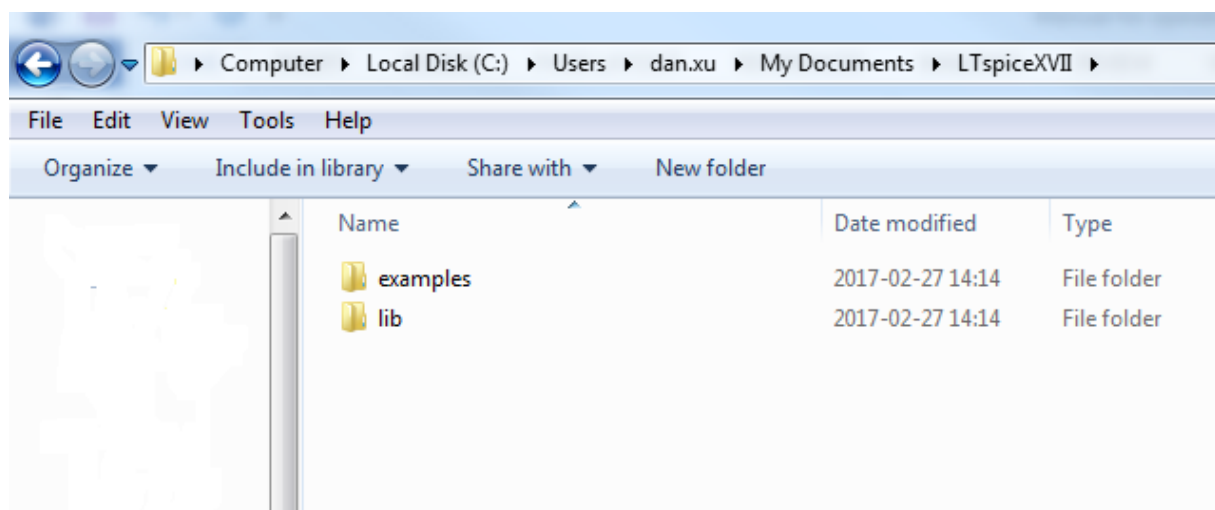 Computer Local Disk (C:) Users dan.xu My Documents LTspiceXVII
File Edit View Tools Help
Organize Include in library Share with New folder
Name Date modified Type
examples 2017-02-27 14:14 File folder
lib 2017-02-27 14:14 File folder